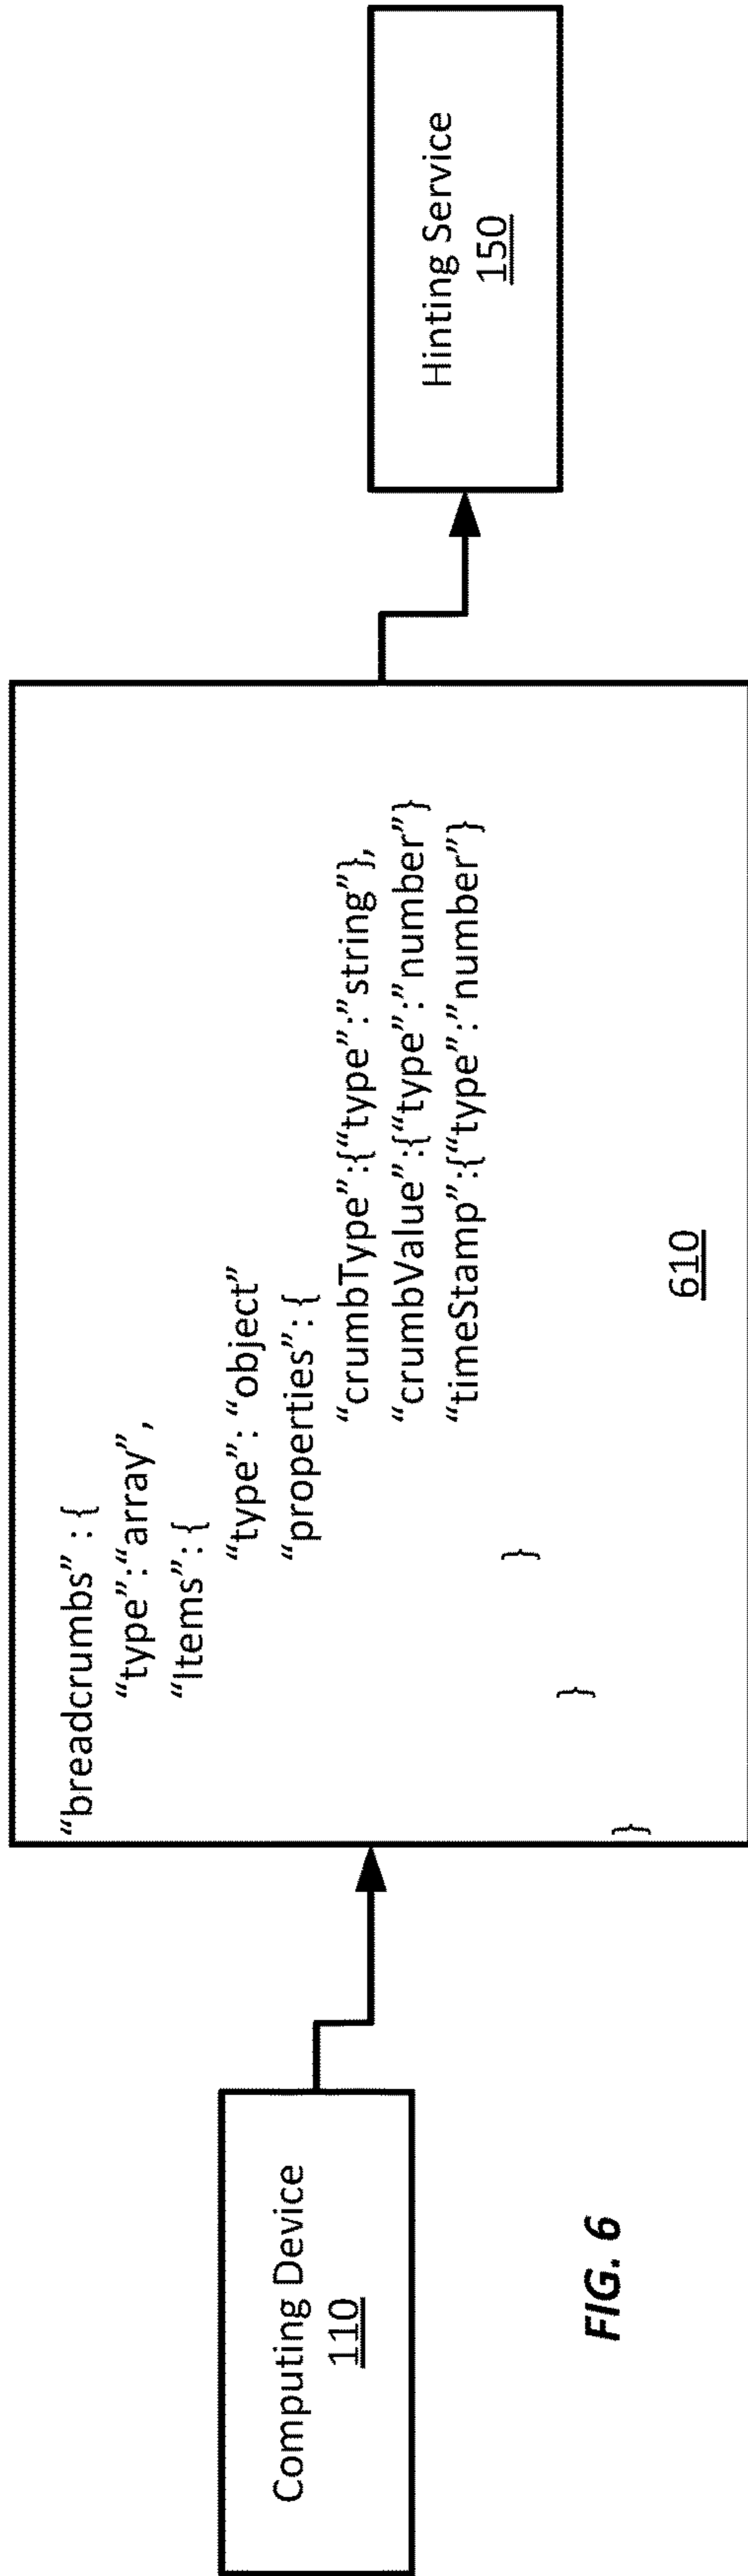 Computing Device
110
“breadcrumbs” : {
“type”:“array”,
“Items”: {
“type”: “object”
“properties”: {
“crumbType”:{“type”:”string”},
“crumbValue”:{“type”:”number”}
“timeStamp”:{“type”:”number”}
}
}
}
610
Hinting Service
150
FIG. 6